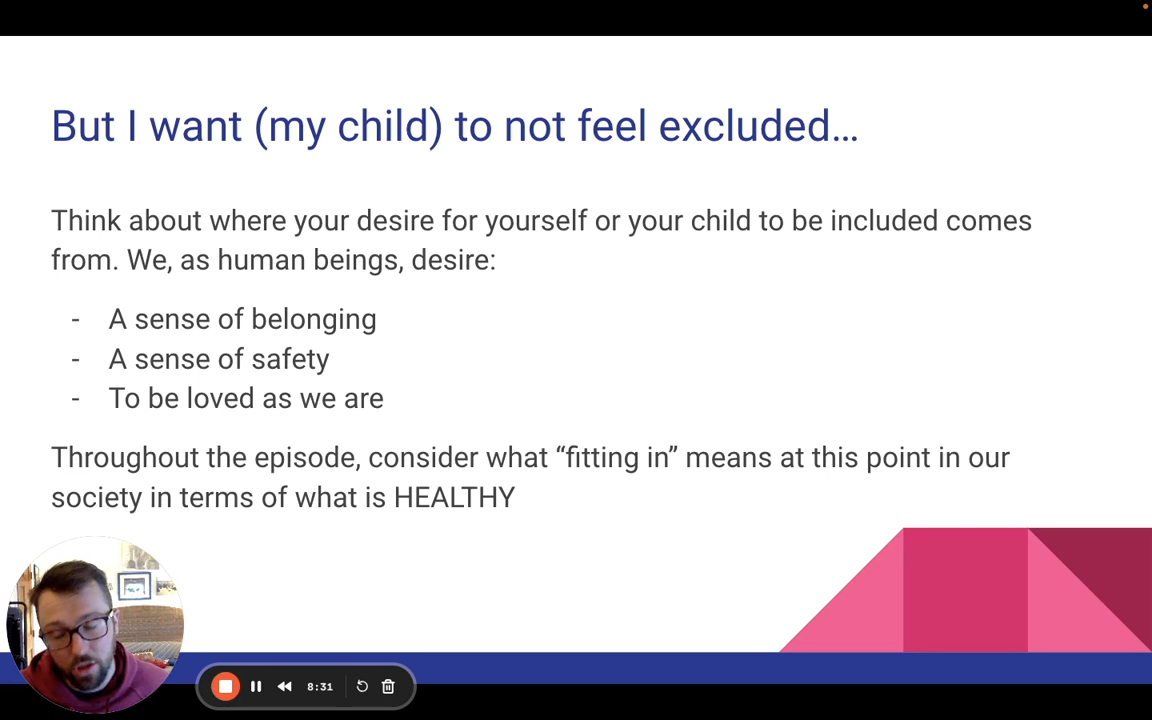 But I want (my child) to not feel excluded…
Think about where your desire for yourself or your child to be included comes
from. We, as human beings, desire:
- A sense of belonging
- A sense of safety
- To be loved as we are
Throughout the episode, consider what “fitting in” means at this point in our
society in terms of what is HEALTHY
8:31